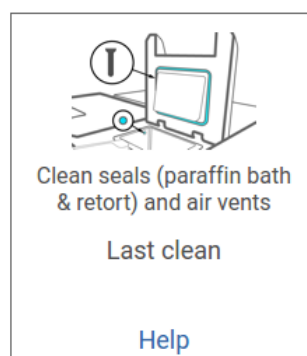 Clean seals (paraffin bath
& retort) and air vents
Last clean
Help